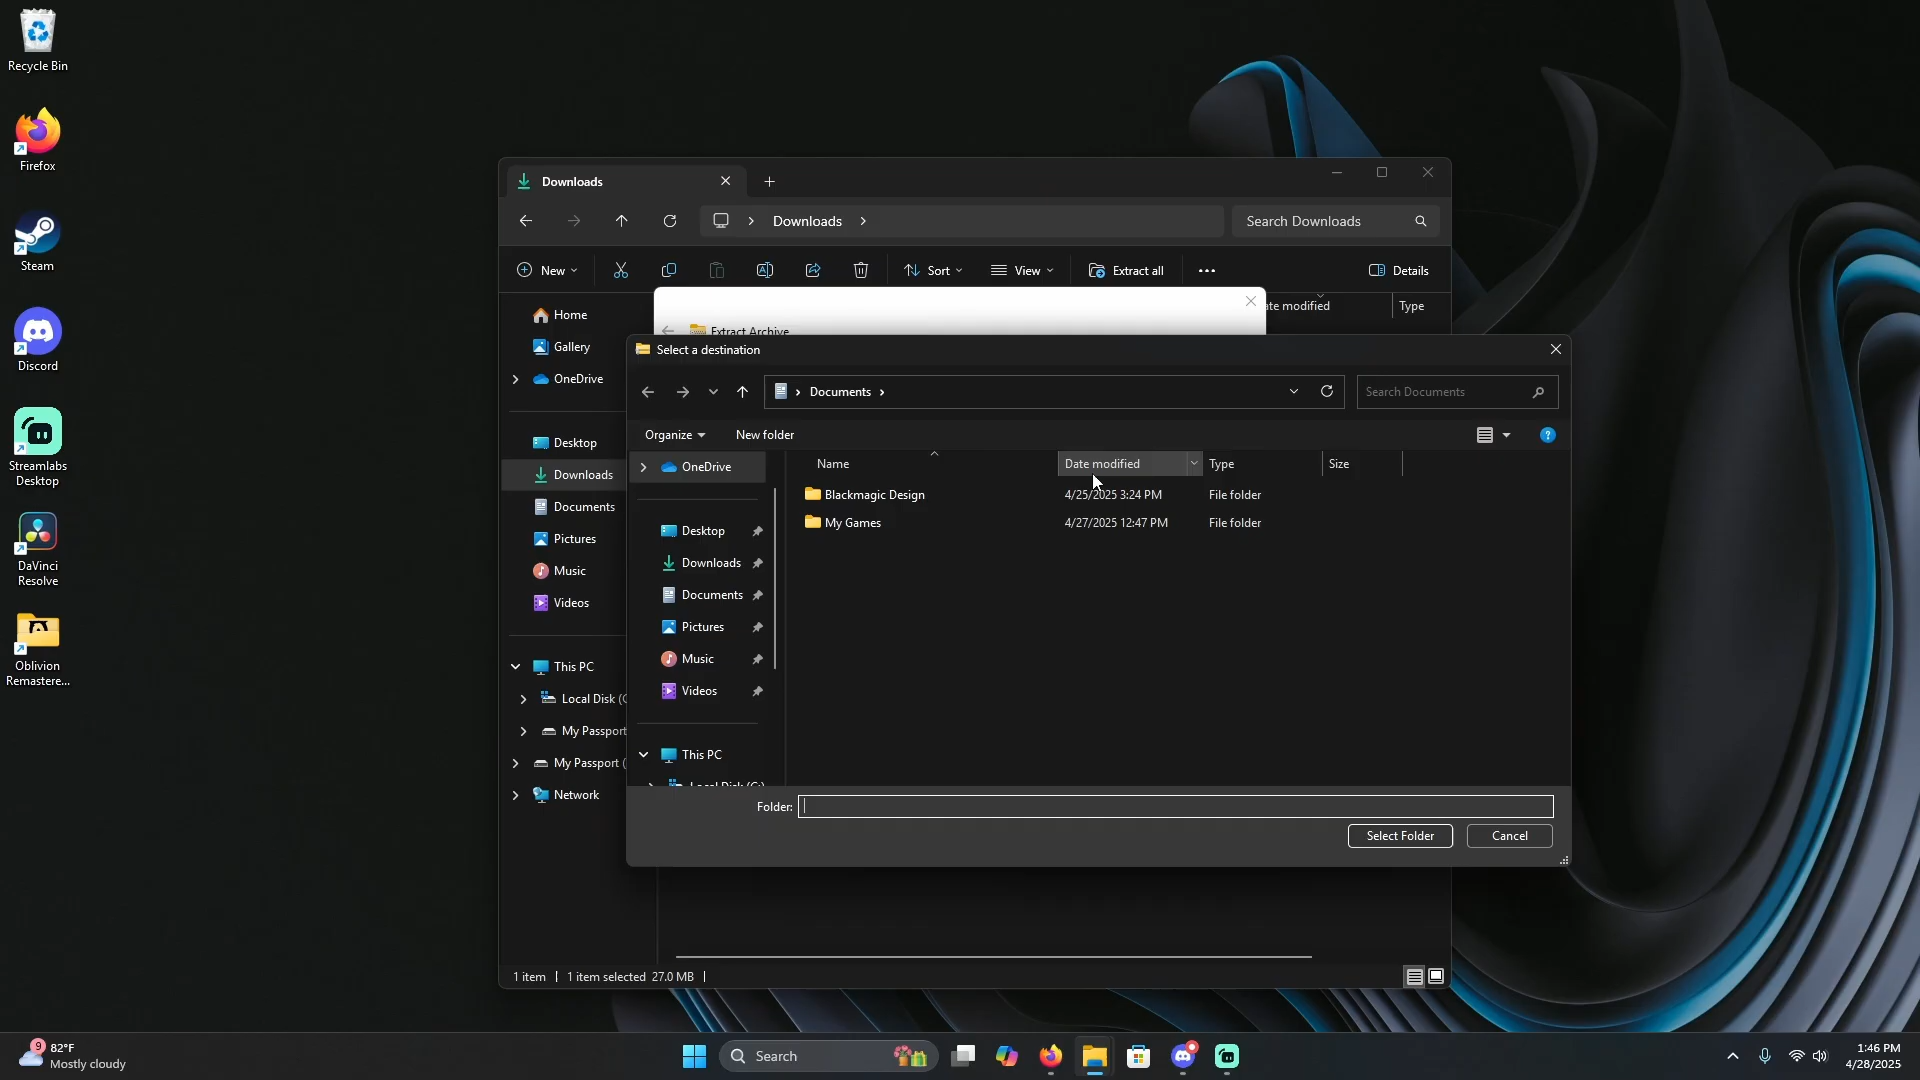 Recycle Bin
Firefox
Steam
Discord
Streamlabs
Desktop
DaVinci
Resolve
Oblivion
Remastere...
Downloads
Downloads
Search Downloads
New
Sort
View
Extract all
Details
Home
Gallery
OneDrive
Desktop
Downloads
Documents
Pictures
Music
Videos
This PC
Local Disk (C
My Passport
My Passport (
Network
ate modified
Type
Extract Archive
Select a destination
Documents
Search Documents
Organize
New folder
Name
Date modified
Type
Size
Blackmagic Design
4/25/2025 3:24 PM
File folder
My Games
4/27/2025 12:47 PM
File folder
OneDrive
Desktop
Downloads
Documents
Pictures
Music
Videos
This PC
Local Disk (C:)
Folder:
Select Folder
Cancel
1 item
1 item selected 27.0 MB
9
82°F
Mostly cloudy
Search
1:46 PM
4/28/2025